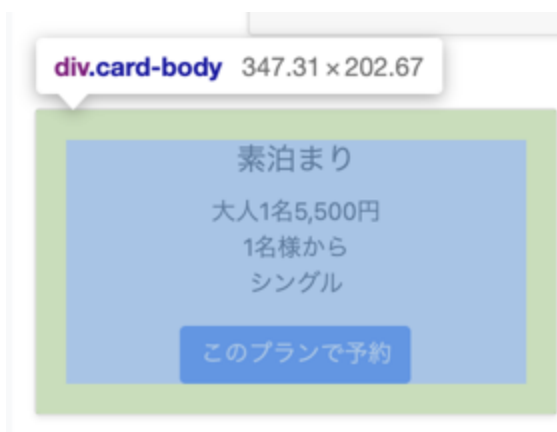 div.card-body 347.31 × 202.67
素泊まり
大人1名5,500円
1名様から
シングル
このプランで予約